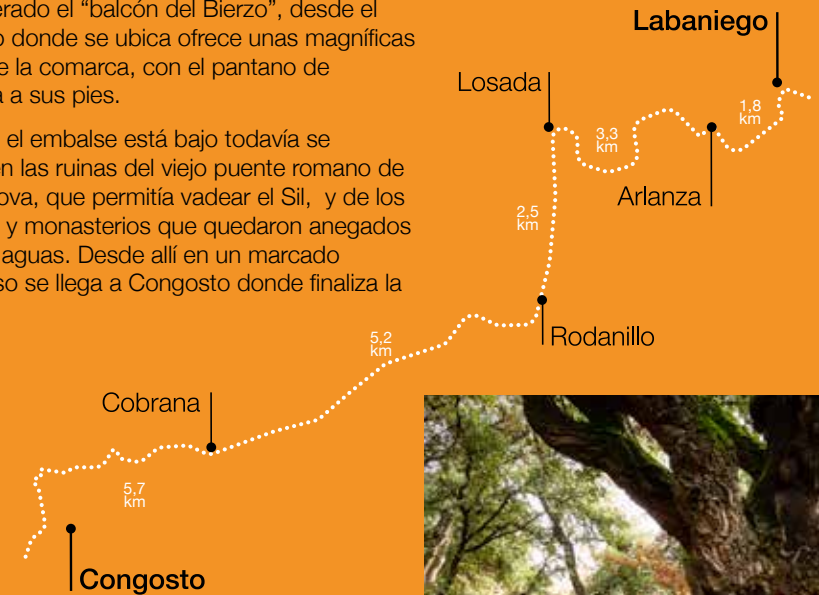 erado el “balcón del Bierzo”, desde el
o donde se ubica ofrece unas magníficas
e la comarca, con el pantano de
a a sus pies.
el embalse está bajo todavía se
en las ruinas del viejo puente romano de
ova, que permitía vadear el Sil, y de los
y monasterios que quedaron anegados
aguas. Desde allí en un marcado
so se llega a Congosto donde finaliza la
Labaniego
Losada
1,8
km
3,3
km
Arlanza
2,5
km
Rodanillo
5,2
km
Cobrana
5,7
km
Congosto